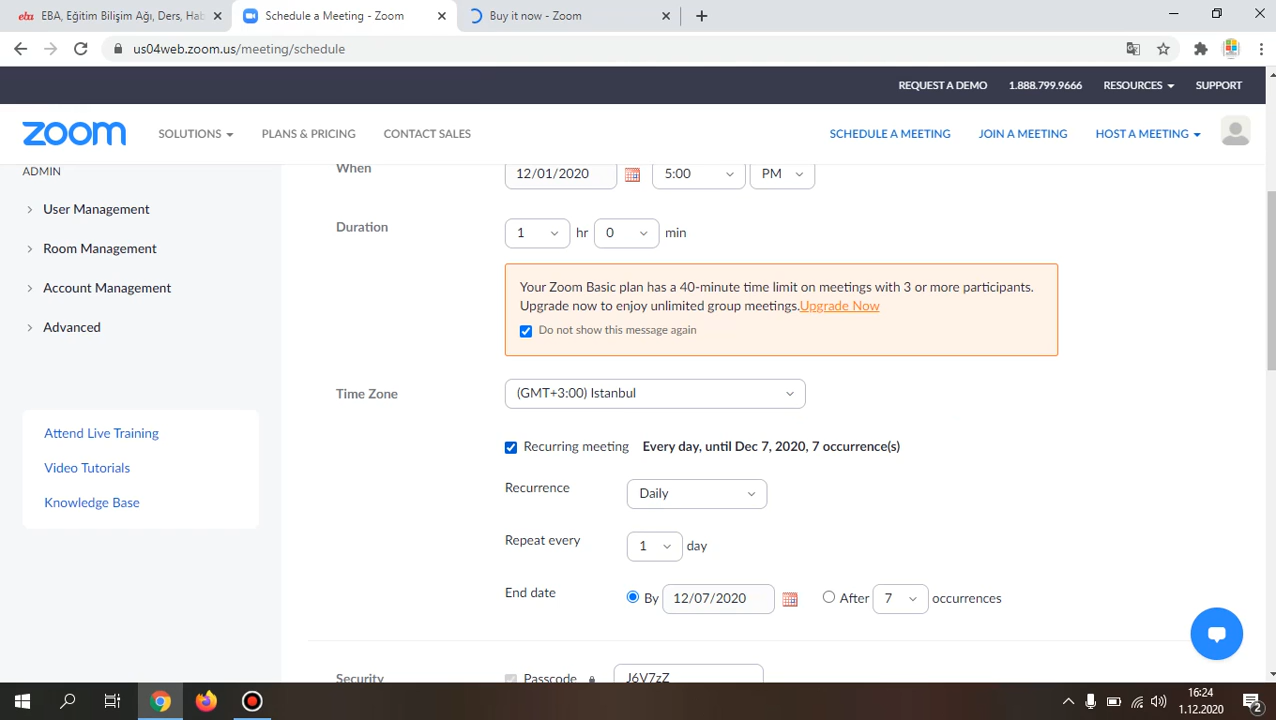 eba EBA, Eğitim Bilişim Ağı, Ders, Hab
Schedule a Meeting - Zoom
Buy it now - Zoom
us04web.zoom.us/meeting/schedule
REQUEST A DEMO 1.888.799.9666 RESOURCES SUPPORT
zoom SOLUTIONS PLANS & PRICING CONTACT SALES SCHEDULE A MEETING JOIN A MEETING HOST A MEETING
ADMIN
User Management
Room Management
Account Management
Advanced
Attend Live Training
Video Tutorials
Knowledge Base
When 12/01/2020 5:00 PM
Duration 1 hr 0 min
Your Zoom Basic plan has a 40-minute time limit on meetings with 3 or more participants.
Upgrade now to enjoy unlimited group meetings.Upgrade Now
Do not show this message again
Time Zone (GMT+3:00) Istanbul
Recurring meeting Every day, until Dec 7, 2020, 7 occurrence(s)
Recurrence Daily
Repeat every 1 day
End date By 12/07/2020 After 7 occurrences
Security Passcode J6V7zZ
16:24
1.12.2020
2